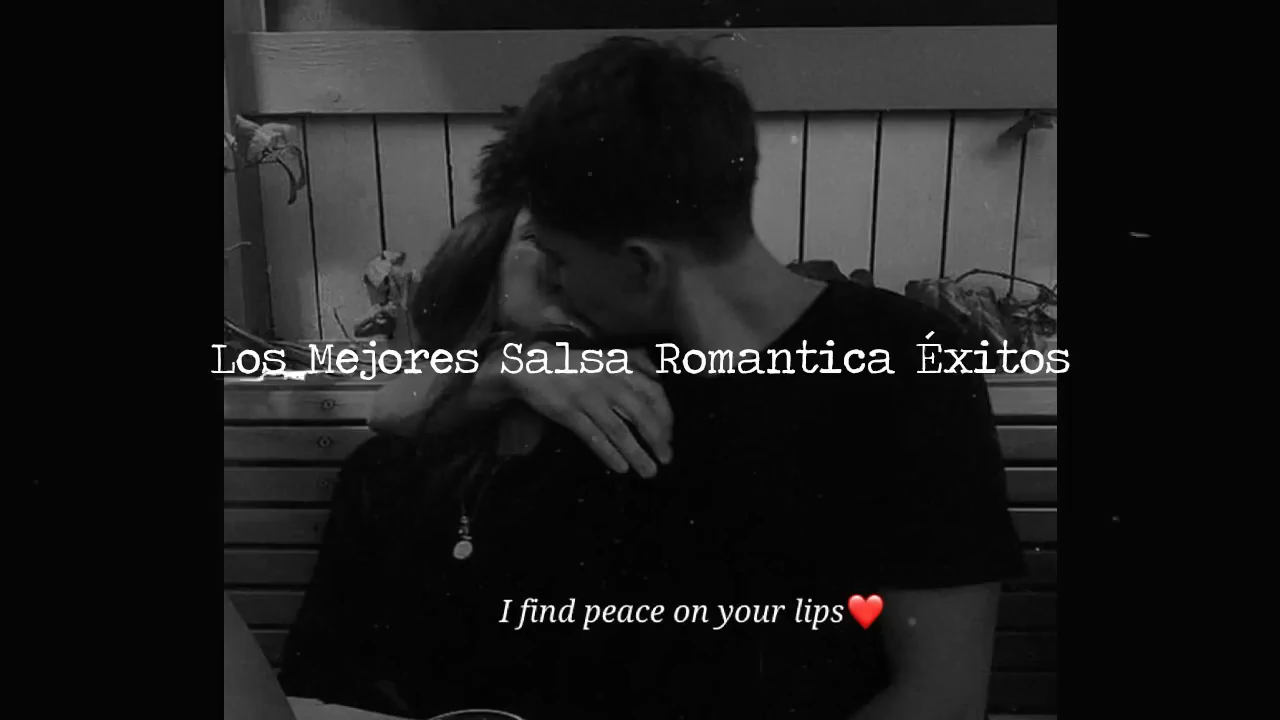 Los Mejores Salsa Romantica Éxitos
I find peace on your lips❤️